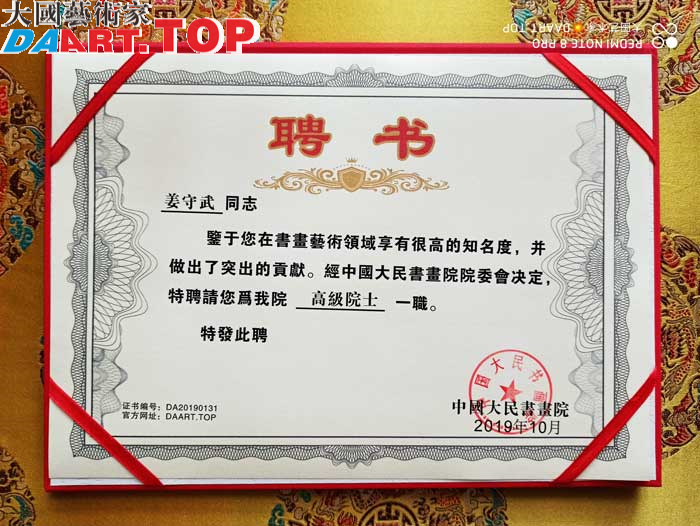 大國藝術家
DAART.TOP
聘书
姜守武 同志
鑒于您在書畫藝術領域享有很高的知名度，并
做出了突出的貢獻。經中國大民書畫院院委會决定，
特聘請您爲我院 高級院士 一職。
特發此聘
证书编号：DA20190131
官方网址：DAART.TOP
中國大民書畫院
2019年10月
REDMI NOTE 8 PRO